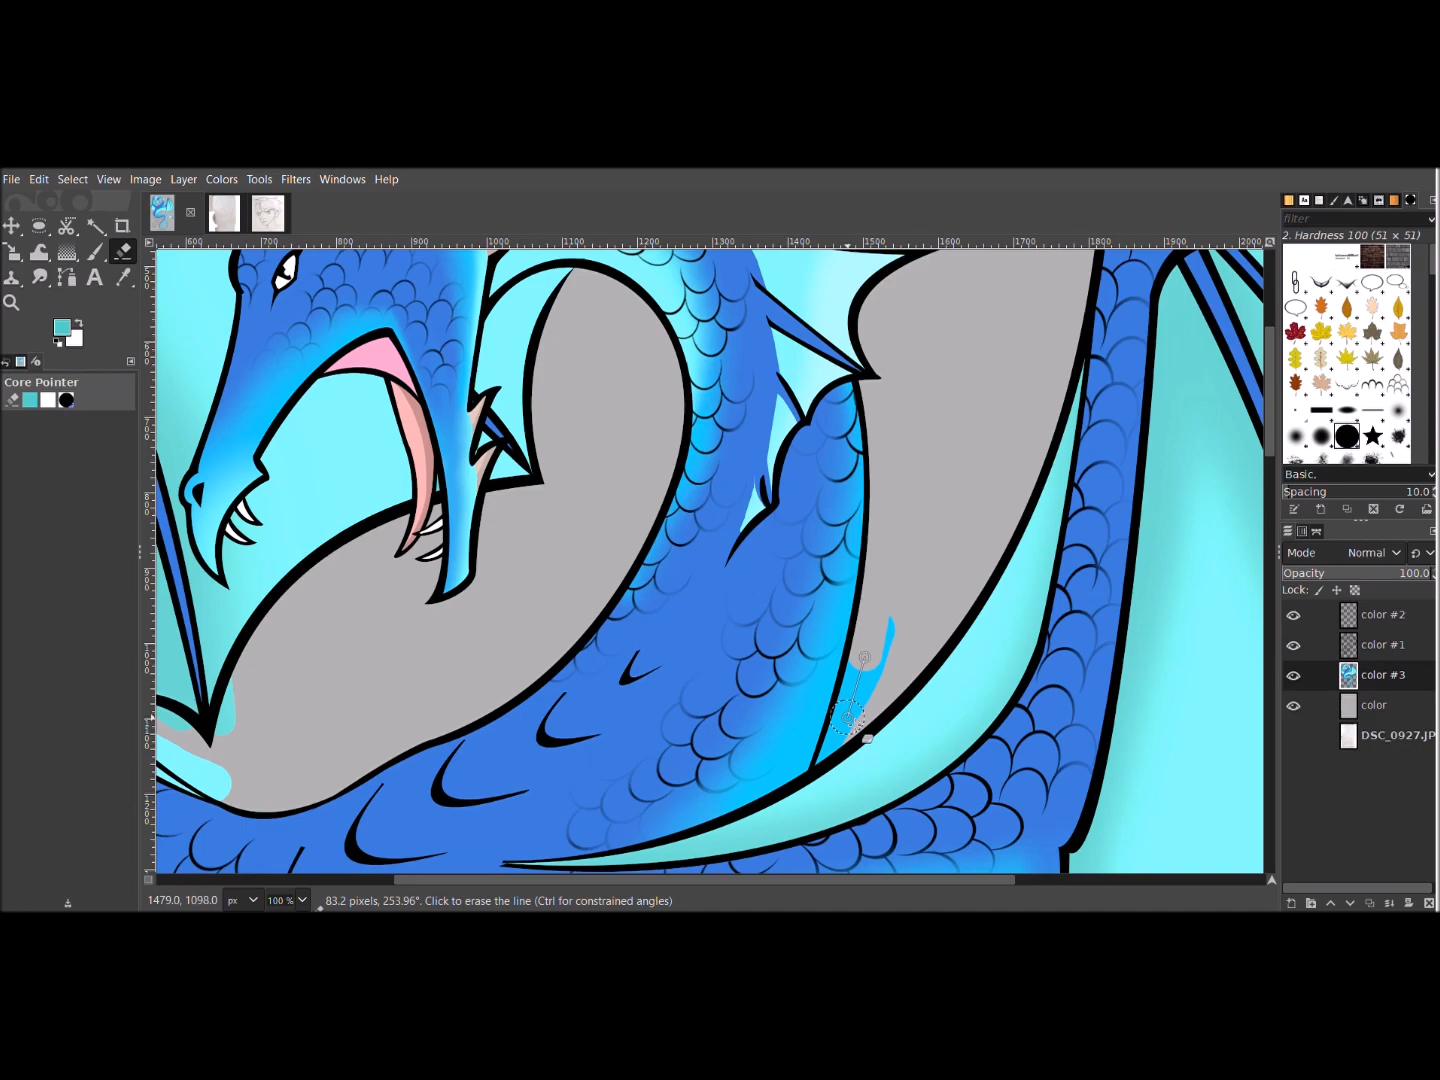 File Edit Select View Image Layer Colors Tools Filters Windows Help
600 700 800 900 1000 1100 1200 1300 1400 1500 1600 1700 1800 1900 2000
filter
2. Hardness 100 (51 × 51)
Core Pointer
Basic,
Spacing 10.0
Mode Normal
Opacity 100.0
Lock:
color #2
color #1
color #3
color
DSC_0927.JP
1479.0, 1098.0 px 100 % 83.2 pixels, 253.96°. Click to erase the line (Ctrl for constrained angles)